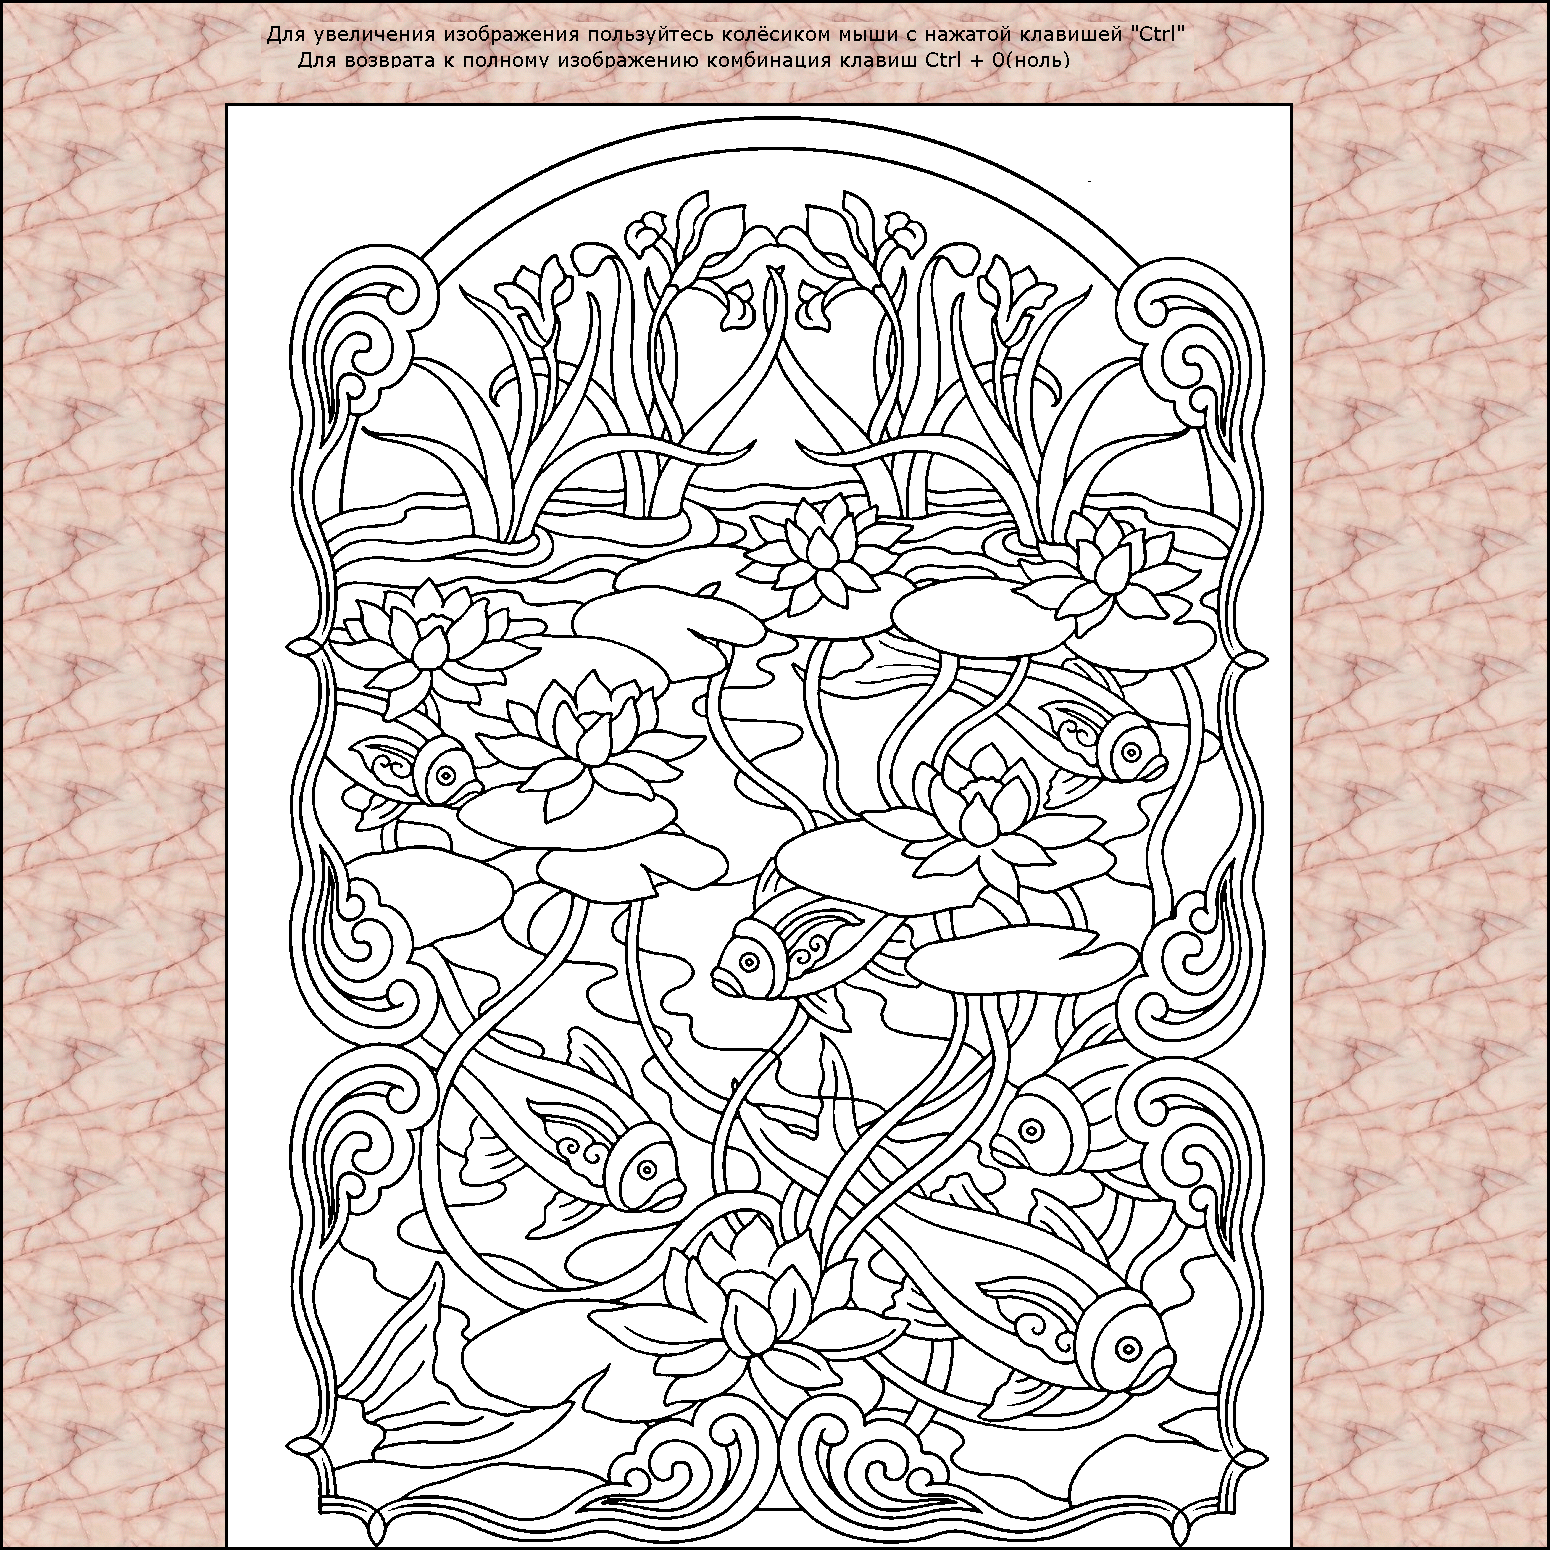 Для увеличения изображения пользуйтесь колёсиком мыши с нажатой клавишей "Ctrl"
Для возврата к полному изображению комбинация клавиш Ctrl + 0(ноль)